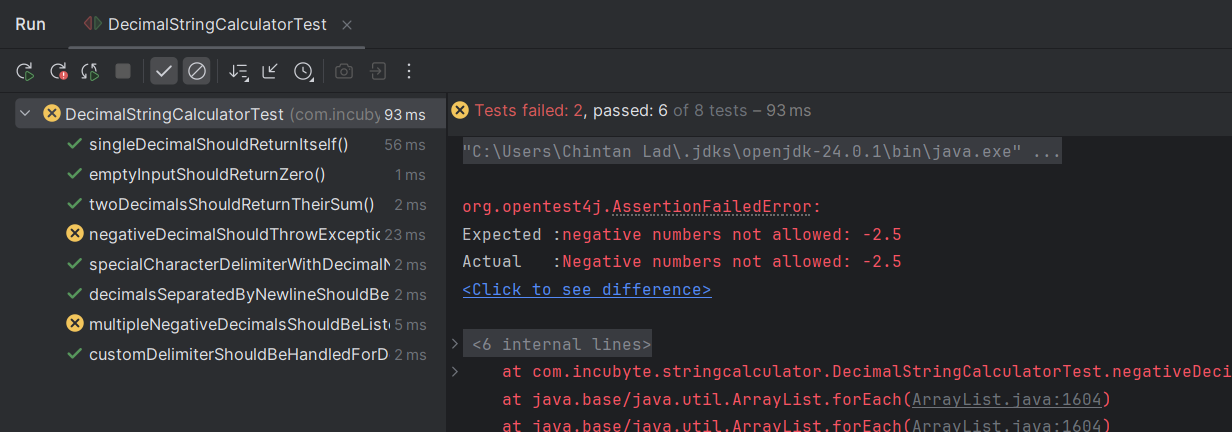 Run DecimalStringCalculatorTest
DecimalStringCalculatorTest (com.incuby 93 ms
singleDecimalShouldReturnItself() 56 ms
emptyInputShouldReturnZero() 1 ms
twoDecimalsShouldReturnTheirSum() 2 ms
negativeDecimalShouldThrowExceptic 23 ms
specialCharacterDelimiterWithDecimalN 2 ms
decimalsSeparatedByNewlineShouldBe 2 ms
multipleNegativeDecimalsShouldBeListe 5 ms
customDelimiterShouldBeHandledForD 2 ms
Tests failed: 2, passed: 6 of 8 tests – 93 ms
"C:\Users\Chintan Lad\.jdks\openjdk-24.0.1\bin\java.exe" ...
org.opentest4j.AssertionFailedError:
Expected :negative numbers not allowed: -2.5
Actual   :Negative numbers not allowed: -2.5
<Click to see difference>
<6 internal lines>
at com.incubyte.stringcalculator.DecimalStringCalculatorTest.negativeDeci
at java.base/java.util.ArrayList.forEach(ArrayList.java:1604)
at java.base/java.util.ArrayList.forEach(ArrayList.java:1604)